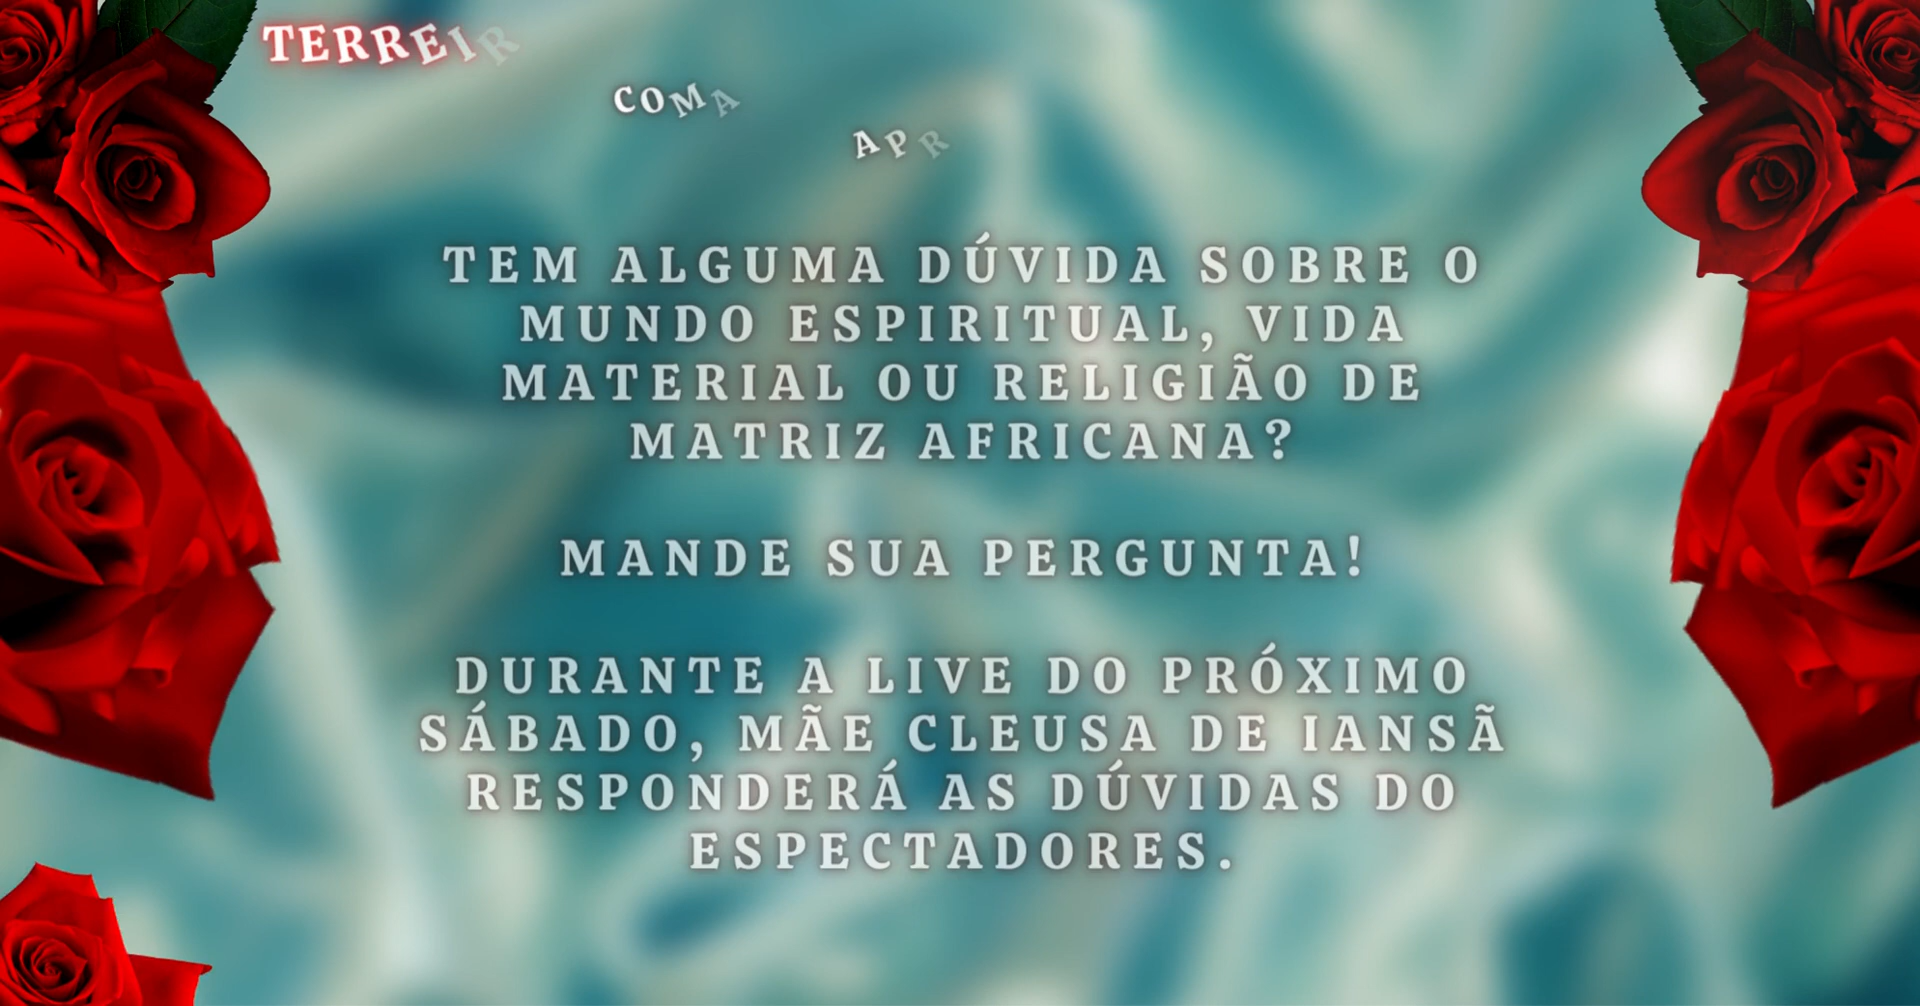 TERREIR
COMA
APR
TEM ALGUMA DÚVIDA SOBRE O
MUNDO ESPIRITUAL, VIDA
MATERIAL OU RELIGIÃO DE
MATRIZ AFRICANA?
MANDE SUA PERGUNTA!
DURANTE A LIVE DO PRÓXIMO
SÁBADO, MÃE CLEUSA DE IANSÃ
RESPONDERÁ AS DÚVIDAS DO
ESPECTADORES.